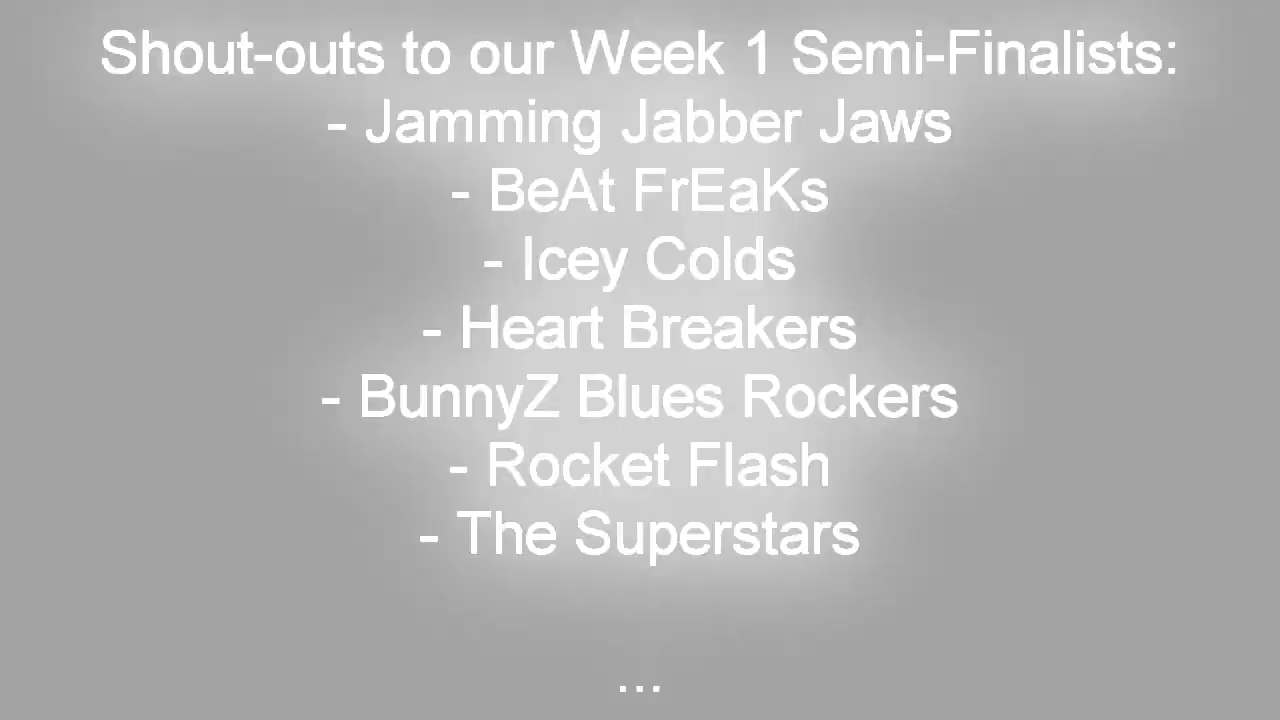 Shout-outs to our Week 1 Semi-Finalists:
- Jamming Jabber Jaws
- BeAt FrEaKs
- Icey Colds
- Heart Breakers
- BunnyZ Blues Rockers
- Rocket Flash
- The Superstars
...